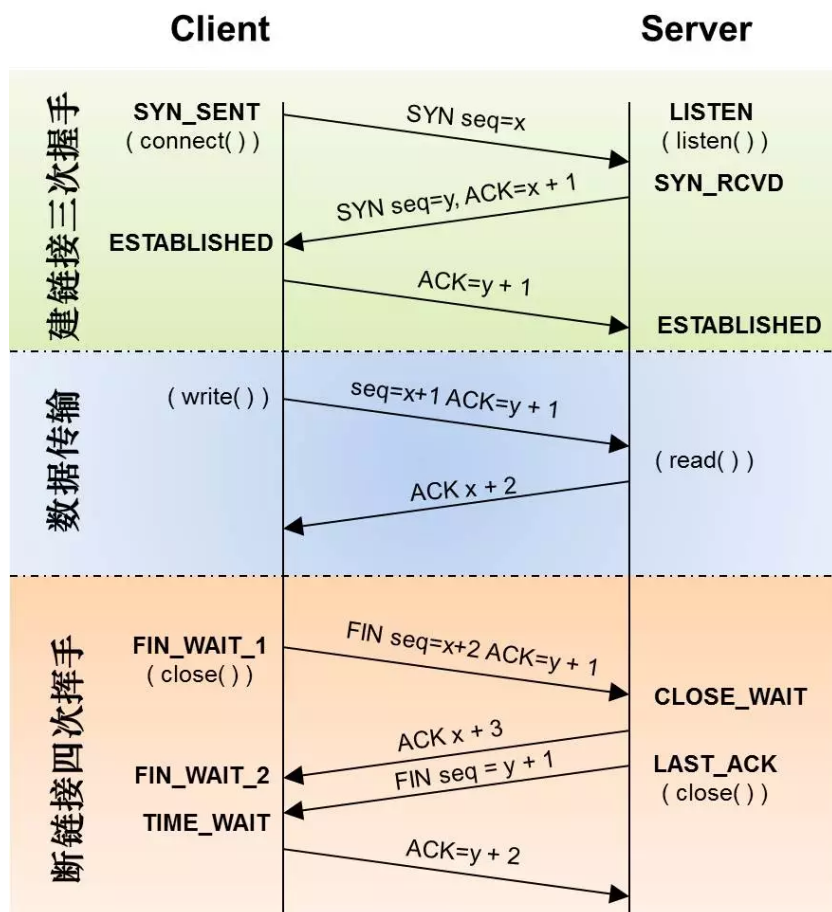 Client
Server
建链接三次握手
SYN_SENT
( connect( ) )
SYN seq=x
LISTEN
( listen( ) )
SYN_RCVD
SYN seq=y, ACK=x + 1
ESTABLISHED
ACK=y + 1
ESTABLISHED
数据传输
( write( ) )
seq=x+1 ACK=y + 1
( read( ) )
ACK x + 2
断链接四次挥手
FIN_WAIT_1
( close( ) )
FIN seq=x+2 ACK=y + 1
CLOSE_WAIT
ACK x + 3
FIN_WAIT_2
FIN seq = y + 1
LAST_ACK
( close( ) )
TIME_WAIT
ACK=y + 2